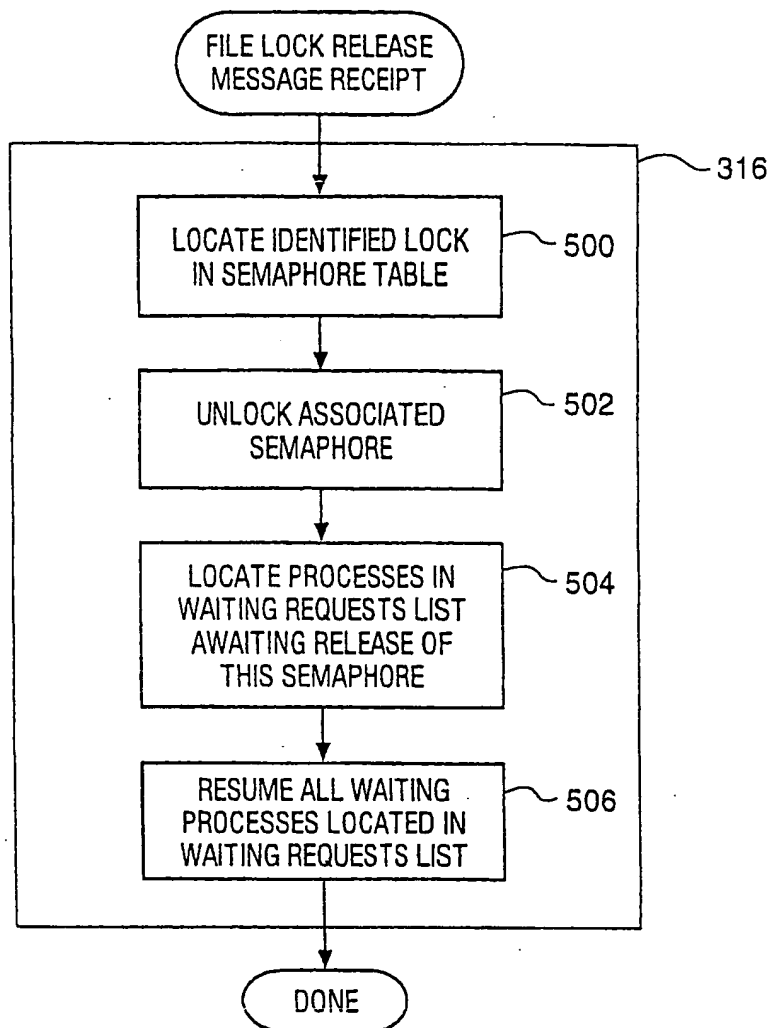 FILE LOCK RELEASE
MESSAGE RECEIPT
316
LOCATE IDENTIFIED LOCK
IN SEMAPHORE TABLE
500
UNLOCK ASSOCIATED
SEMAPHORE
502
LOCATE PROCESSES IN
WAITING REQUESTS LIST
AWAITING RELEASE OF
THIS SEMAPHORE
504
RESUME ALL WAITING
PROCESSES LOCATED IN
WAITING REQUESTS LIST
506
DONE